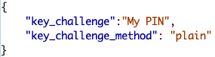 {
"key_challenge":"My PIN",
"key_challenge_method": "plain"
}